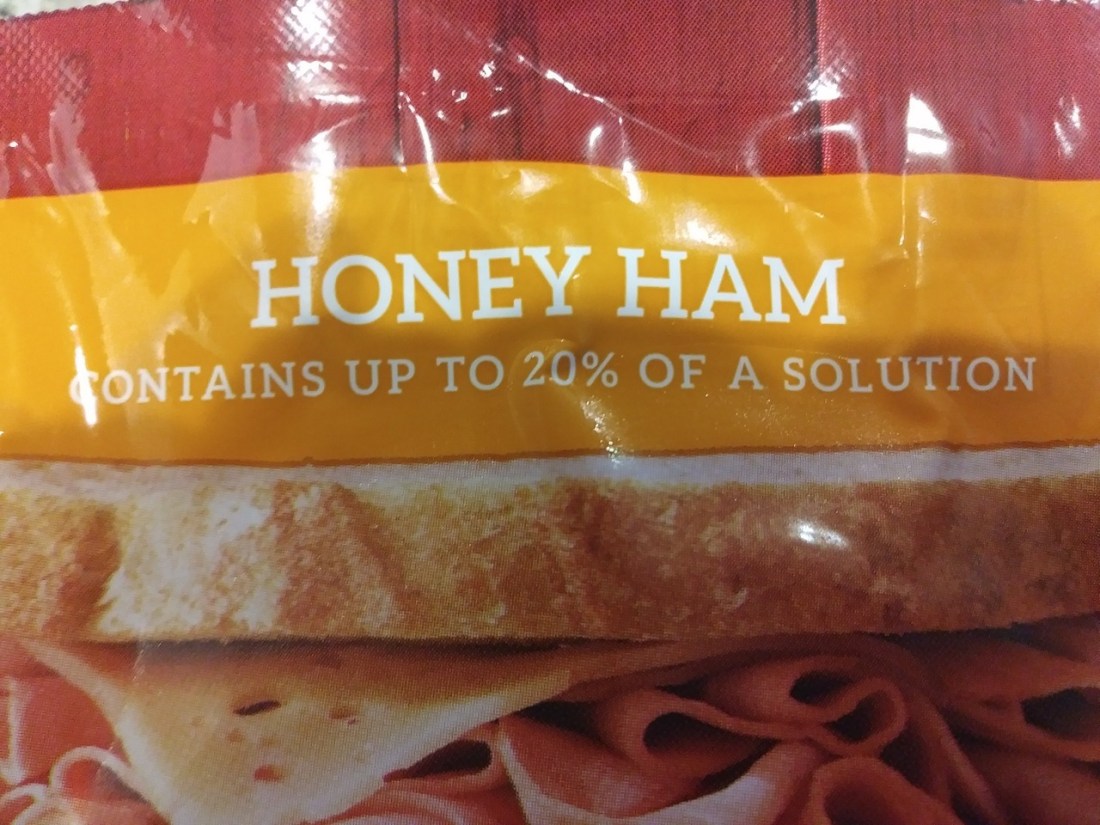 HONEY HAM
CONTAINS UP TO 20% OF A SOLUTION